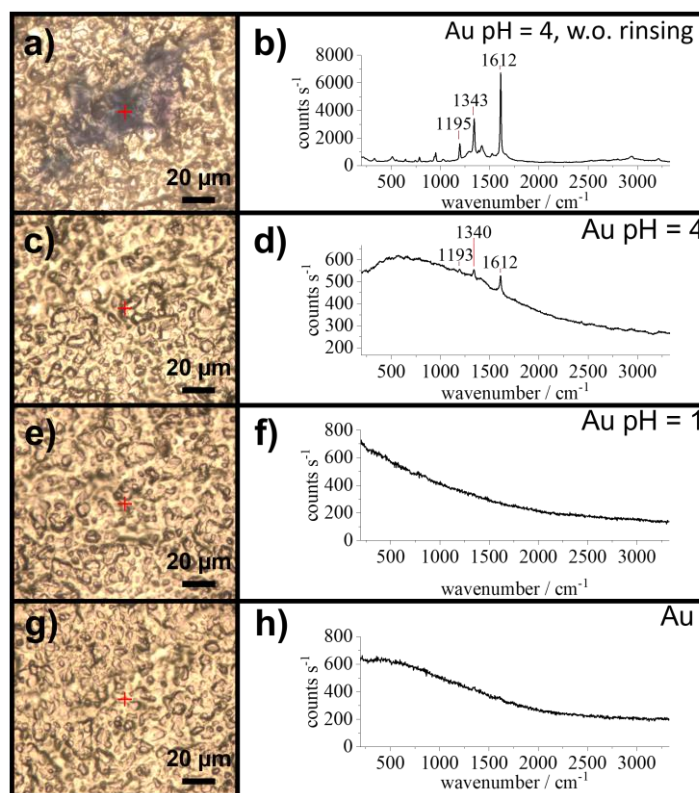 a)
20 µm
b)
Au pH = 4, w.o. rinsing
8000
6000
4000
2000
0
counts s-1
1195
1343
1612
500 1000 1500 2000 2500 3000
wavenumber / cm-1
c)
20 µm
d)
Au pH = 4
600
500
400
300
200
counts s-1
1193
1340
1612
500 1000 1500 2000 2500 3000
wavenumber / cm-1
e)
20 µm
f)
Au pH = 1
800
600
400
200
0
counts s-1
500 1000 1500 2000 2500 3000
wavenumber / cm-1
g)
20 µm
h)
Au
800
600
400
200
0
counts s-1
500 1000 1500 2000 2500 3000
wavenumber / cm-1